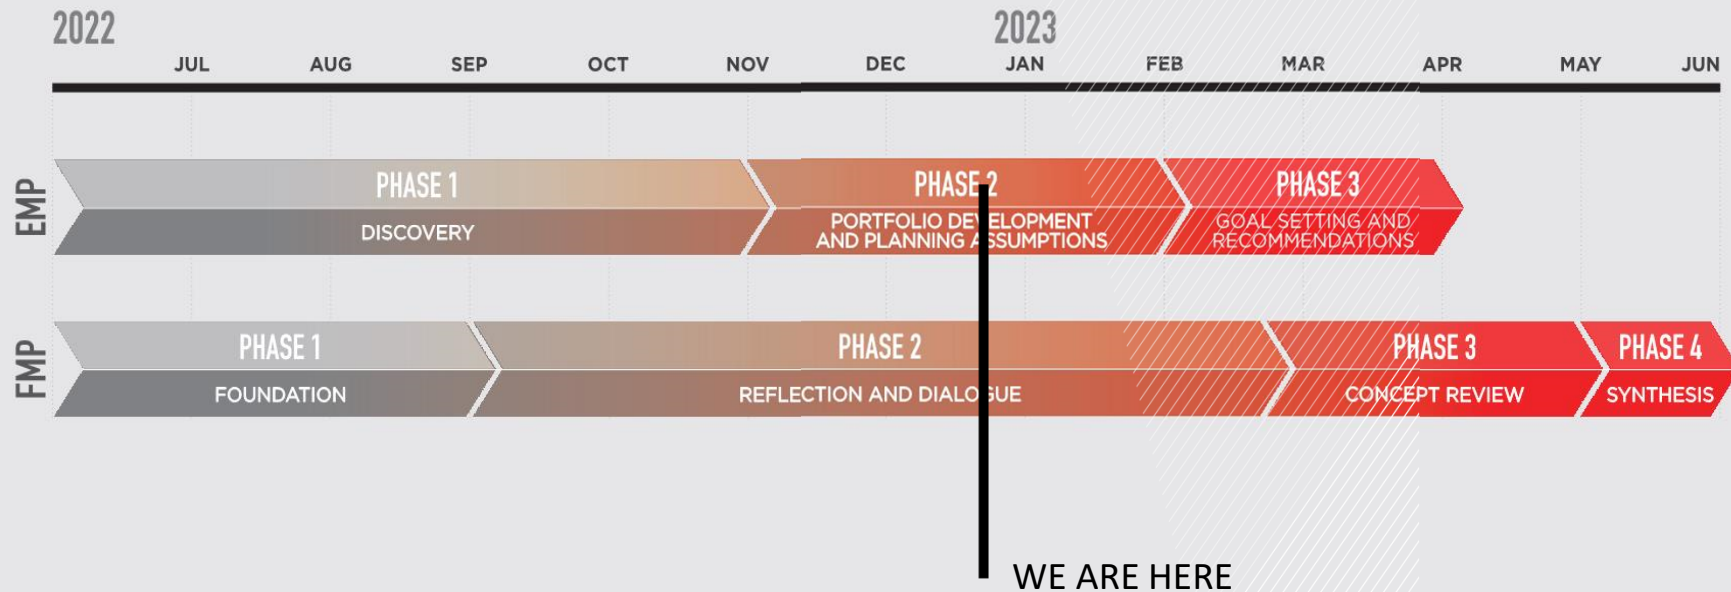 2022 2023
JUL AUG SEP OCT NOV DEC JAN FEB MAR APR MAY JUN
EMP
PHASE 1 PHASE 2 PHASE 3
DISCOVERY
PORTFOLIO DEVELOPMENT
AND PLANNING ASSUMPTIONS
GOAL SETTING AND
RECOMMENDATIONS
FMP
PHASE 1 PHASE 2 PHASE 3 PHASE 4
FOUNDATION REFLECTION AND DIALOGUE CONCEPT REVIEW SYNTHESIS
WE ARE HERE